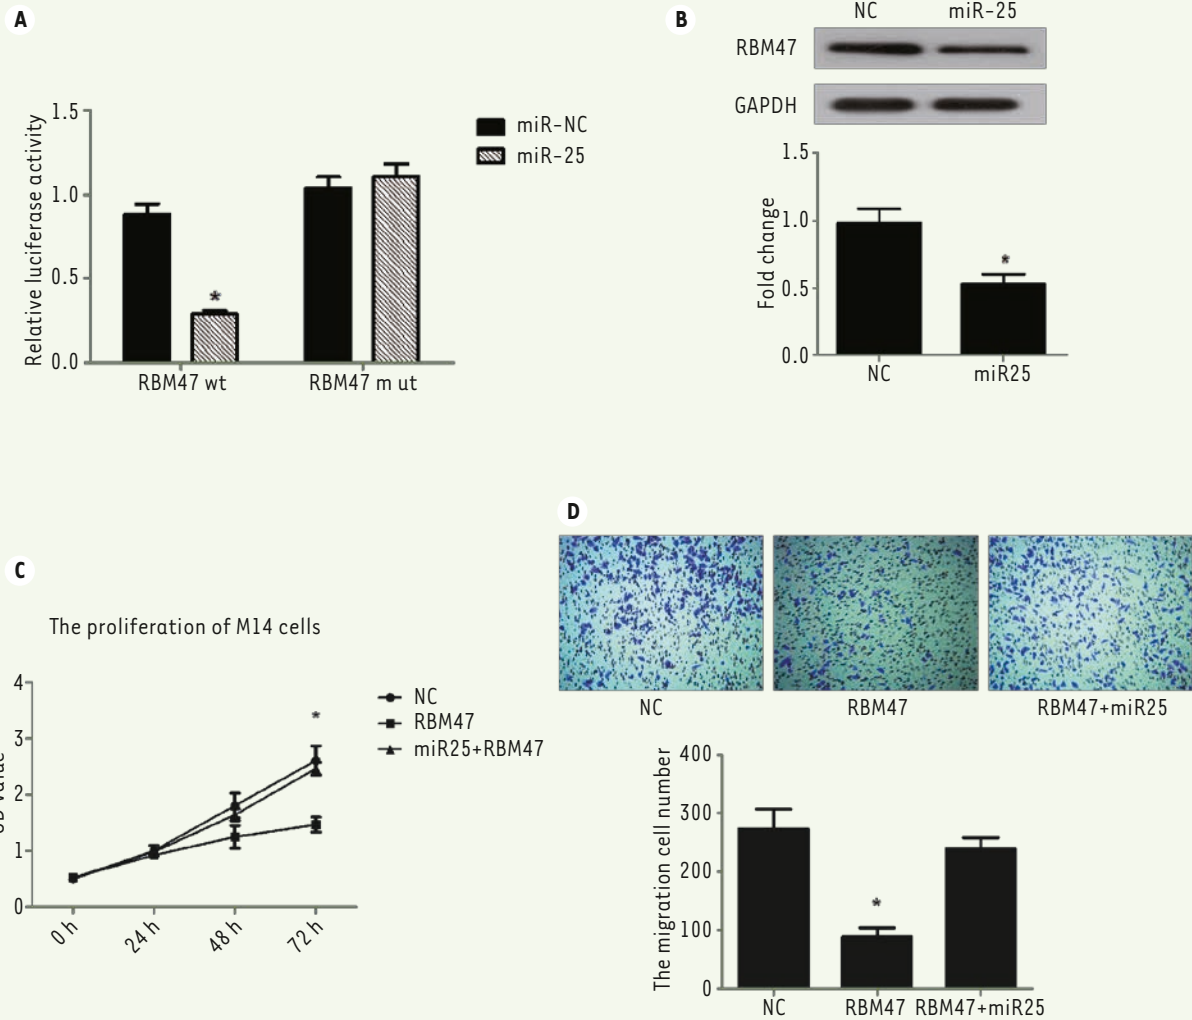 A
1.5
1.0
0.5
0.0
Relative luciferase activity
miR-NC
miR-25
*
RBM47 wt
RBM47 m ut
B
NC
miR-25
RBM47
GAPDH
1.5
1.0
0.5
0.0
Fold change
*
NC
miR25
C
The proliferation of M14 cells
4
3
2
1
0
value
*
NC
RBM47
miR25+RBM47
0 h
24 h
48 h
72 h
D
NC
RBM47
RBM47+miR25
400
300
200
100
0
The migration cell number
*
NC
RBM47
RBM47+miR25